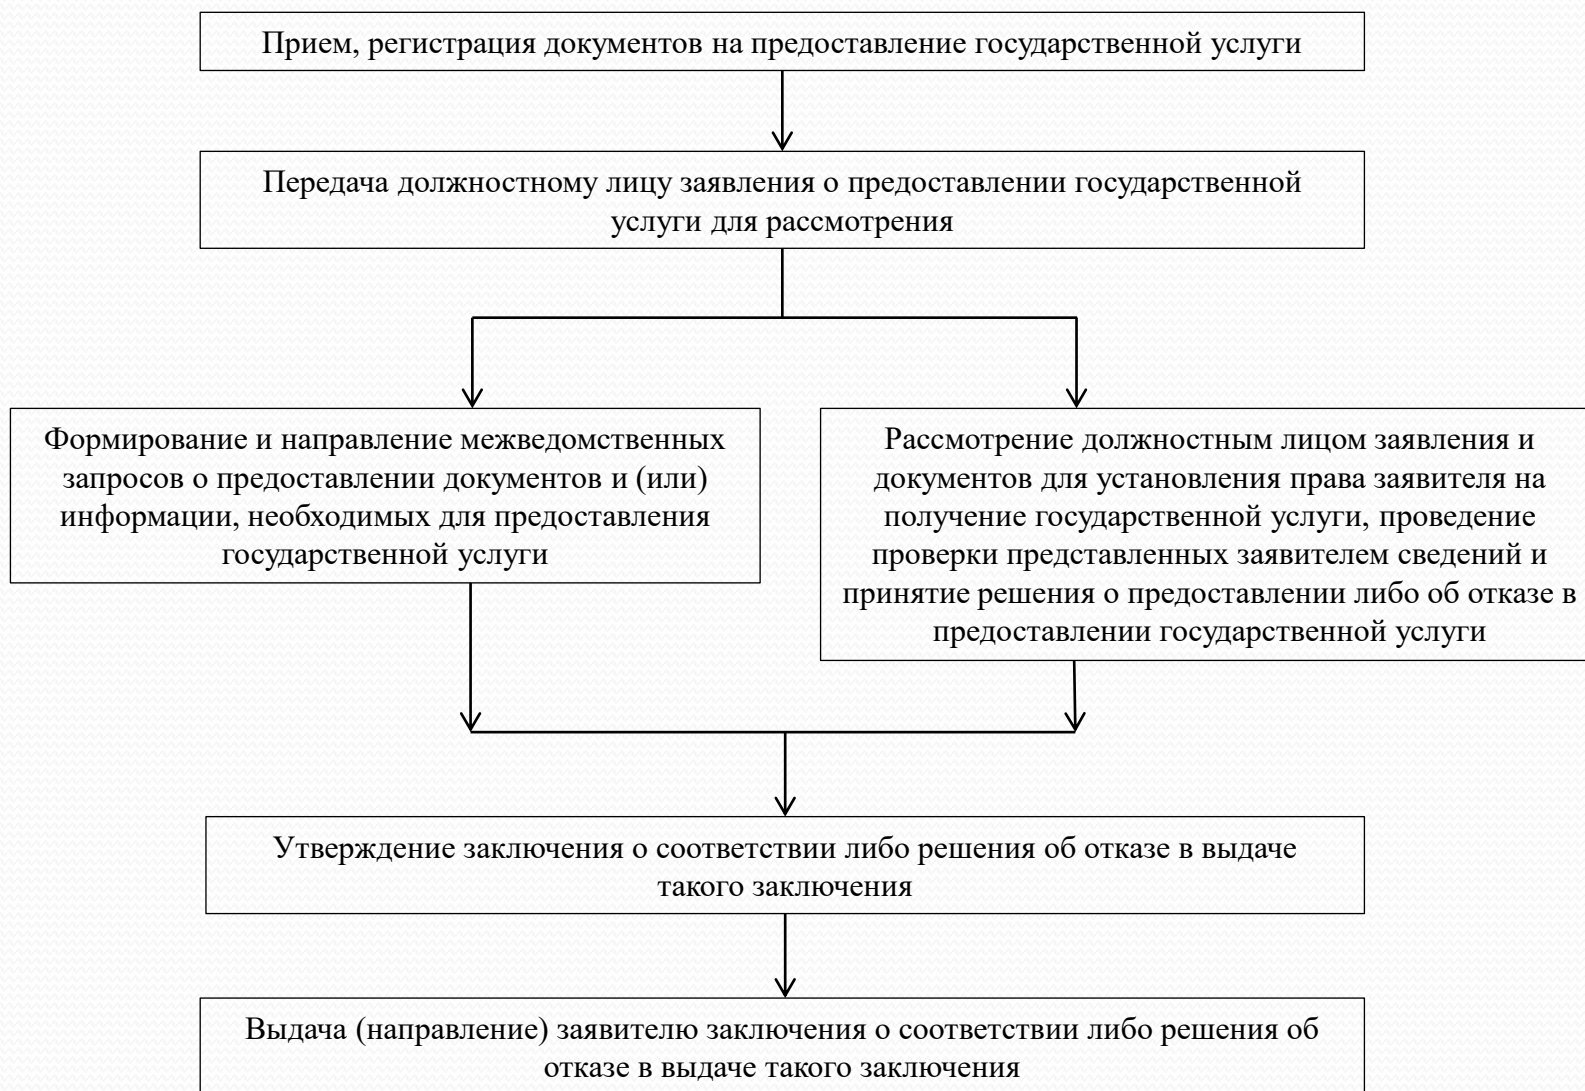 Прием, регистрация документов на предоставление государственной услуги
Передача должностному лицу заявления о предоставлении государственной
услуги для рассмотрения
Формирование и направление межведомственных
запросов о предоставлении документов и (или)
информации, необходимых для предоставления
государственной услуги
Рассмотрение должностным лицом заявления и
документов для установления права заявителя на
получение государственной услуги, проведение
проверки представленных заявителем сведений и
принятие решения о предоставлении либо об отказе в
предоставлении государственной услуги
Утверждение заключения о соответствии либо решения об отказе в выдаче
такого заключения
Выдача (направление) заявителю заключения о соответствии либо решения об
отказе в выдаче такого заключения